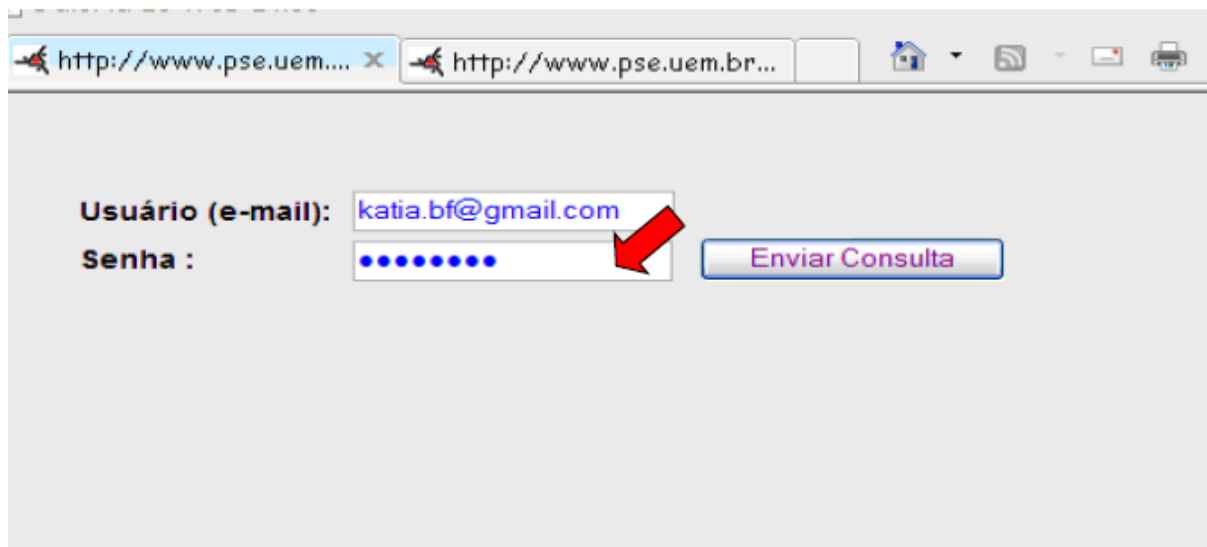 http://www.pse.uem.... http://www.pse.uem.br...
Usuário (e-mail): katia.bf@gmail.com
Senha : ●●●●●●●● Enviar Consulta